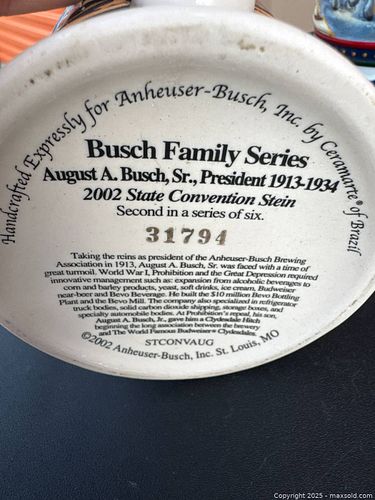 Handcrafted Expressly for Anheuser-Busch, Inc. by Ceramarte® of Brazil
Busch Family Series
August A. Busch, Sr., President 1913-1934
2002 State Convention Stein
Second in a series of six.
31794
Taking the reins as president of the Anheuser-Busch Brewing
Association in 1913, August A. Busch, Sr. was faced with a time of
great turmoil. World War I, Prohibition and the Great Depression required
innovative management such as: expansion from alcoholic beverages to
corn and barley products, yeast, soft drinks, ice cream, Budweiser
near-beer and Bevo Beverage. He built the $10 million Bevo Bottling
Plant and the Bevo Mill. The company also specialized in refrigerator
truck bodies, solid carbon dioxide shipping, storage boxes, and
specialty automobile bodies. At Prohibition's repeal, his son,
August A. Busch, Jr., gave him a Clydesdale Hitch
beginning the long association between the brewery
and The World Famous Budweiser® Clydesdales.
STCONVAUG
©2002 Anheuser-Busch, Inc. St. Louis, MO
Copyright © 2025 - maxsold.com